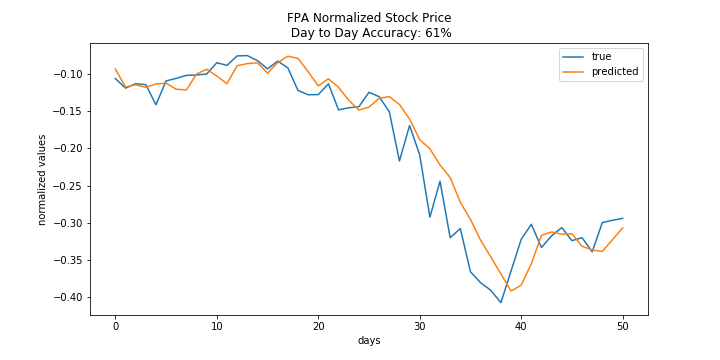 FPA Normalized Stock Price
Day to Day Accuracy: 61%
true
predicted
normalized values
−0.10
−0.15
−0.20
−0.25
−0.30
−0.35
−0.40
0
10
20
30
40
50
days